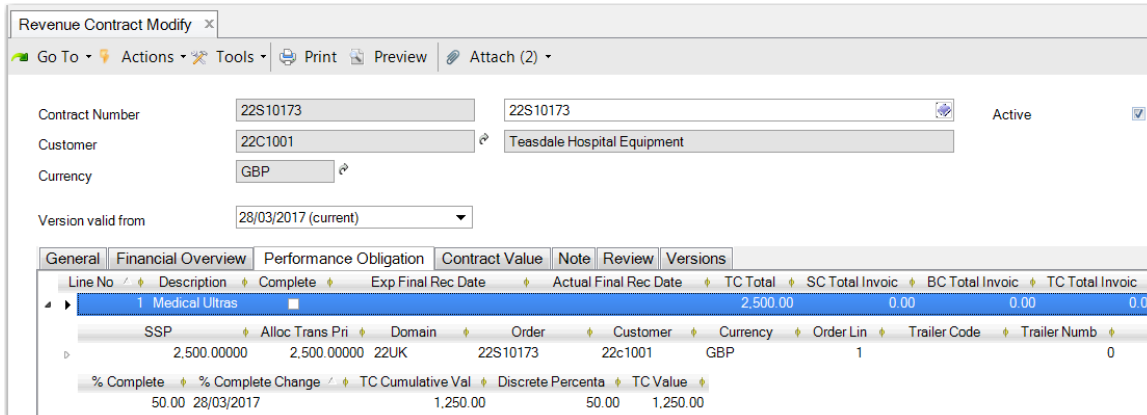 Revenue Contract Modify x
Go To Actions Tools Print Preview Attach (2)
Contract Number 22S10173 22S10173 Active
Customer 22C1001 Teasdale Hospital Equipment
Currency GBP
Version valid from 28/03/2017 (current)
General Financial Overview Performance Obligation Contract Value Note Review Versions
Line No Description Complete Exp Final Rec Date Actual Final Rec Date TC Total SC Total Invoic BC Total Invoic TC Total Invoic
1 Medical Ultras 2,500.00 0.00 0.00 0.0
SSP Alloc Trans Pri Domain Order Customer Currency Order Lin Trailer Code Trailer Numb
2,500.00000 2,500.00000 22UK 22S10173 22c1001 GBP 1 0
% Complete % Complete Change TC Cumulative Val Discrete Percenta TC Value
50.00 28/03/2017 1,250.00 50.00 1,250.00